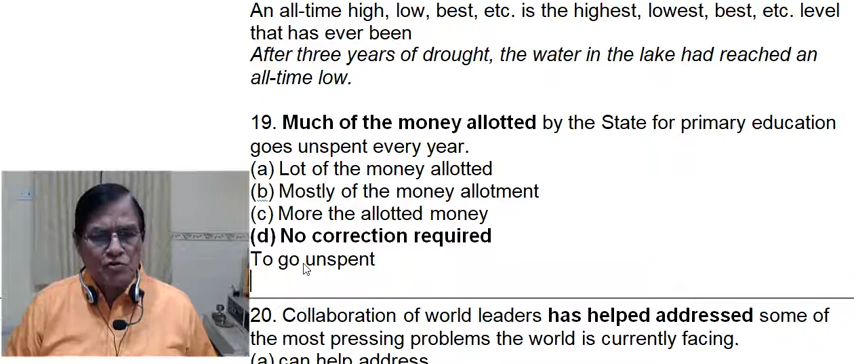 An all-time high, low, best, etc. is the highest, lowest, best, etc. level
that has ever been
After three years of drought, the water in the lake had reached an
all-time low.
19. Much of the money allotted by the State for primary education
goes unspent every year.
(a) Lot of the money allotted
(b) Mostly of the money allotment
(c) More the allotted money
(d) No correction required
To go unspent
20. Collaboration of world leaders has helped addressed some of
the most pressing problems the world is currently facing.
(a) can help address